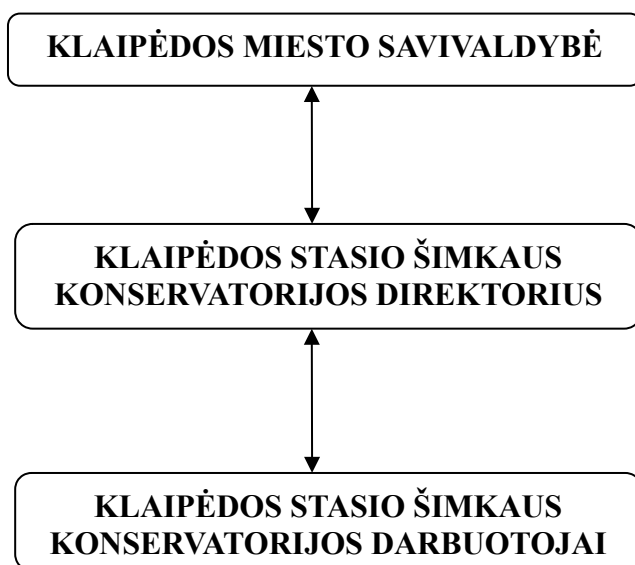 KLAIPĖDOS MIESTO SAVIVALDYBĖ
KLAIPĖDOS STASIO ŠIMKAUS
KONSERVATORIJOS DIREKTORIUS
KLAIPĖDOS STASIO ŠIMKAUS
KONSERVATORIJOS DARBUOTOJAI